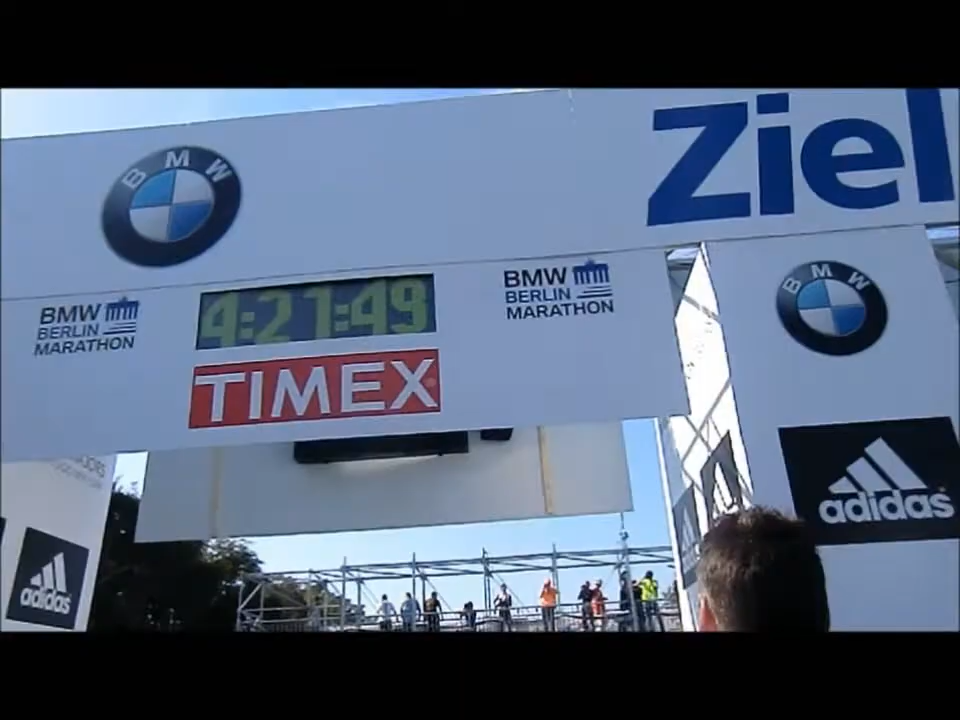 BMW
Ziel
BMW
BERLIN
MARATHON
4:21:49
TIMEX
BMW
BERLIN
MARATHON
BMW
adidas
adidas